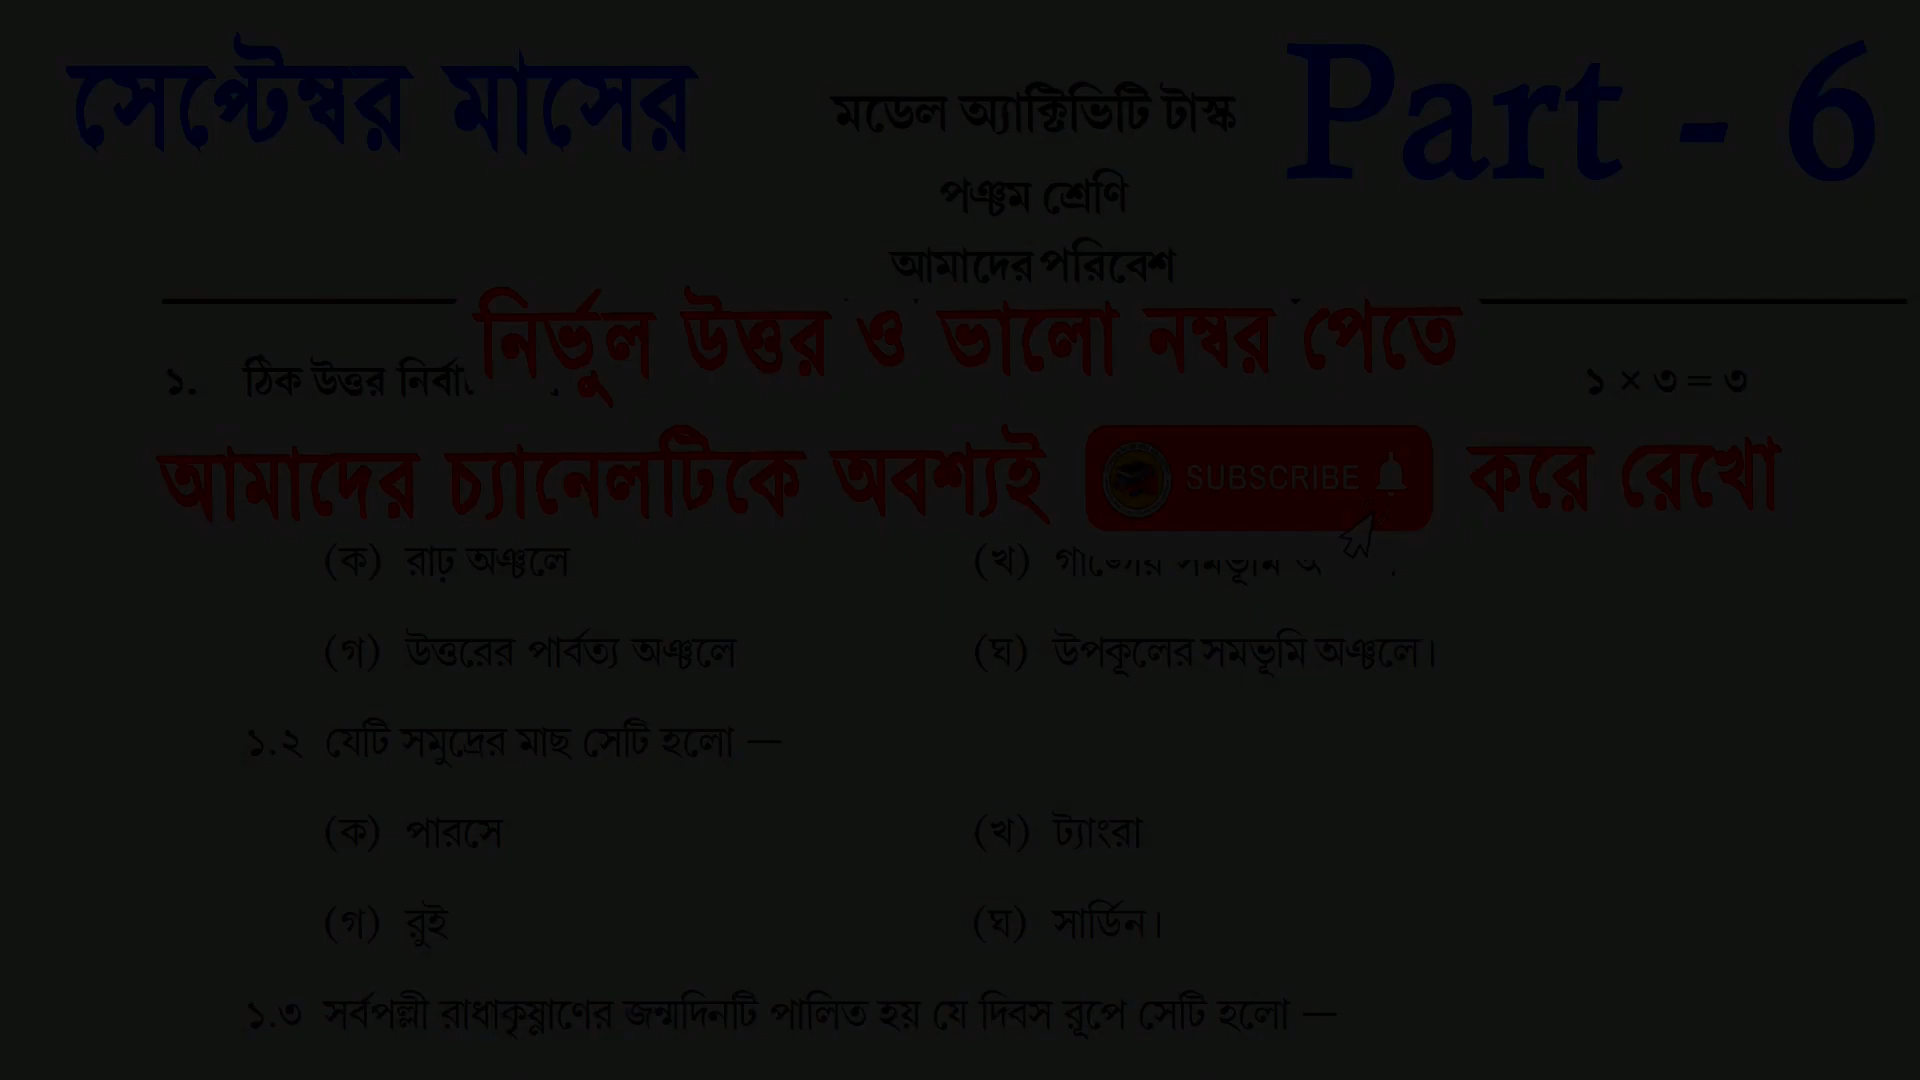 সেপ্টেম্বর মাসের
Part - 6
মডেল অ্যাক্টিভিটি টাস্ক
পঞ্চম শ্রেণি
আমাদের পরিবেশ
নির্ভুল উত্তর ও ভালো নম্বর পেতে
১. ঠিক উত্তর
১ × ৩ = ৩
আমাদের চ্যানেলটিকে অবশ্যই SUBSCRIBE করে রেখো
(ক) রাঢ় অঞ্চলে
(খ)
(গ) উত্তরের পার্বত্য অঞ্চলে
(ঘ) উপকূলের সমভূমি অঞ্চলে।
১.২ যেটি সমুদ্রের মাছ সেটি হলো —
(ক) পারসে
(খ) ট্যাংরা
(গ) রুই
(ঘ) সার্ডিন।
১.৩ সর্বপল্লী রাধাকৃষ্ণাণের জন্মদিনটি পালিত হয় যে দিবস রূপে সেটি হলো —